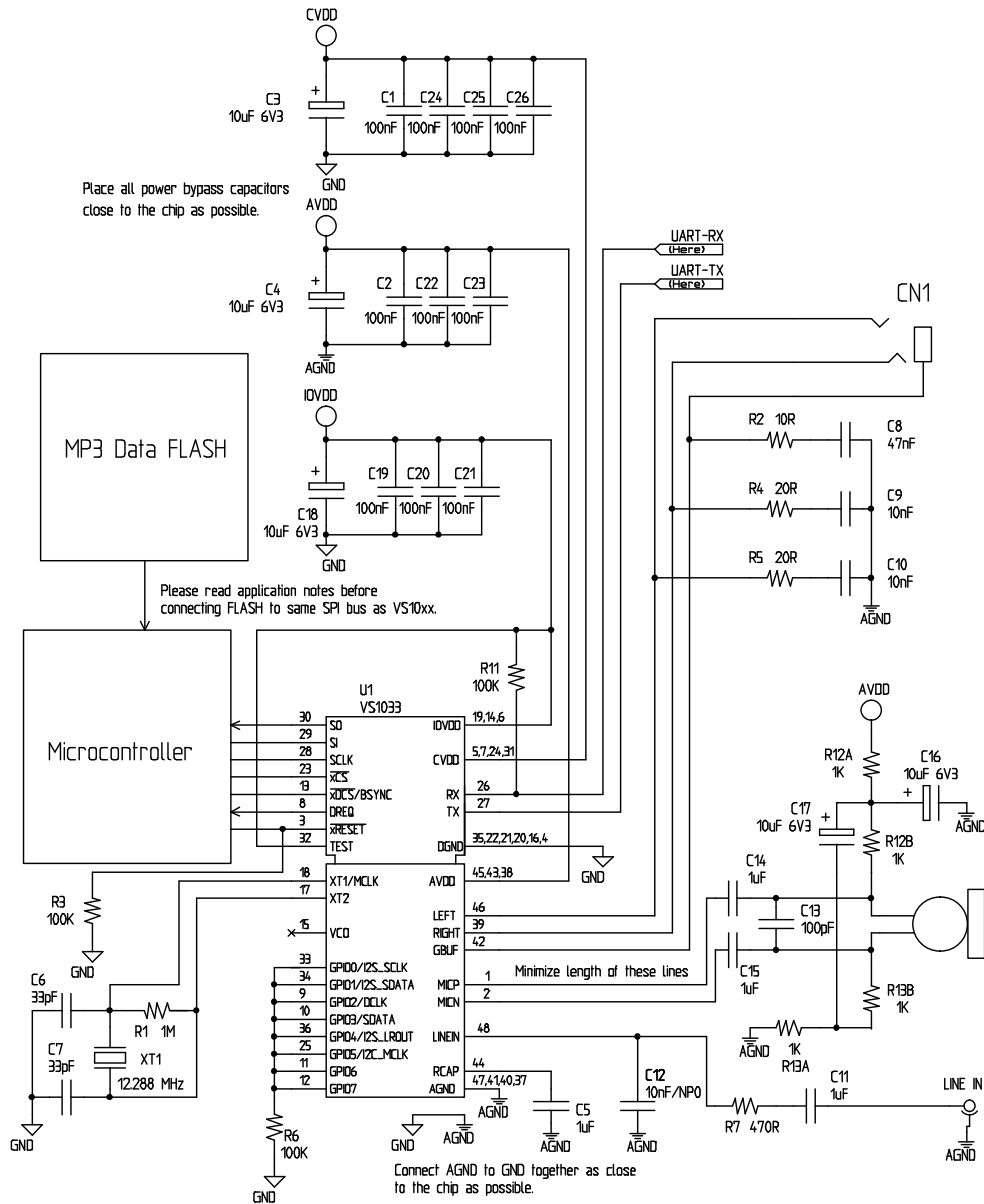 CVDD
C3
10uF 6V3
+
C1
C24
C25
C26
100nF
100nF
100nF
100nF
GND
Place all power bypass capacitors
close to the chip as possible.
AVDD
C4
10uF 6V3
+
C2
C22
C23
100nF
100nF
100nF
AGND
UART-RX
(Here)
UART-TX
(Here)
CN1
IOVDD
+
C18
10uF 6V3
C19
C20
C21
100nF
100nF
100nF
GND
MP3 Data FLASH
R2 10R
C8
47nF
R4 20R
C9
10nF
R5 20R
C10
10nF
AGND
Please read application notes before
connecting FLASH to same SPI bus as VS10xx.
Microcontroller
R11
100K
U1
VS1033
30 SO
29 SI
28 SCLK
23 xCS
13 xDCS/BSYNC
8 DREQ
3 xRESET
32 TEST
18 XT1/MCLK
17 XT2
15 VCO
33 GPIO0/I2S_SCLK
34 GPIO1/I2S_SDATA
9 GPIO2/DCLK
10 GPIO3/SDATA
36 GPIO4/I2S_LROUT
25 GPIO5/I2C_MCLK
11 GPIO6
12 GPIO7
IOVDD 19,14,6
CVDD 5,7,24,31
RX 26
TX 27
DGND 35,22,21,20,16,4
GND
AVDD 45,43,38
LEFT 46
RIGHT 39
GBUF 42
MICP 1
MICN 2
LINEIN 48
RCAP 44
AGND 47,41,40,37
AGND
Minimize length of these lines
AVDD
R12A
1K
C16
10uF 6V3
+
AGND
C17
10uF 6V3
+
R12B
1K
C14
1uF
C13
100pF
C15
1uF
R13B
1K
AGND
1K
R13A
R3
100K
GND
C6
33pF
R1 1M
C7
33pF
XT1
12.288 MHz
GND
R6
100K
GND
GND
AGND
C5
1uF
AGND
C12
10nF/NP0
AGND
R7 470R
C11
1uF
LINE IN
AGND
Connect AGND to GND together as close
to the chip as possible.